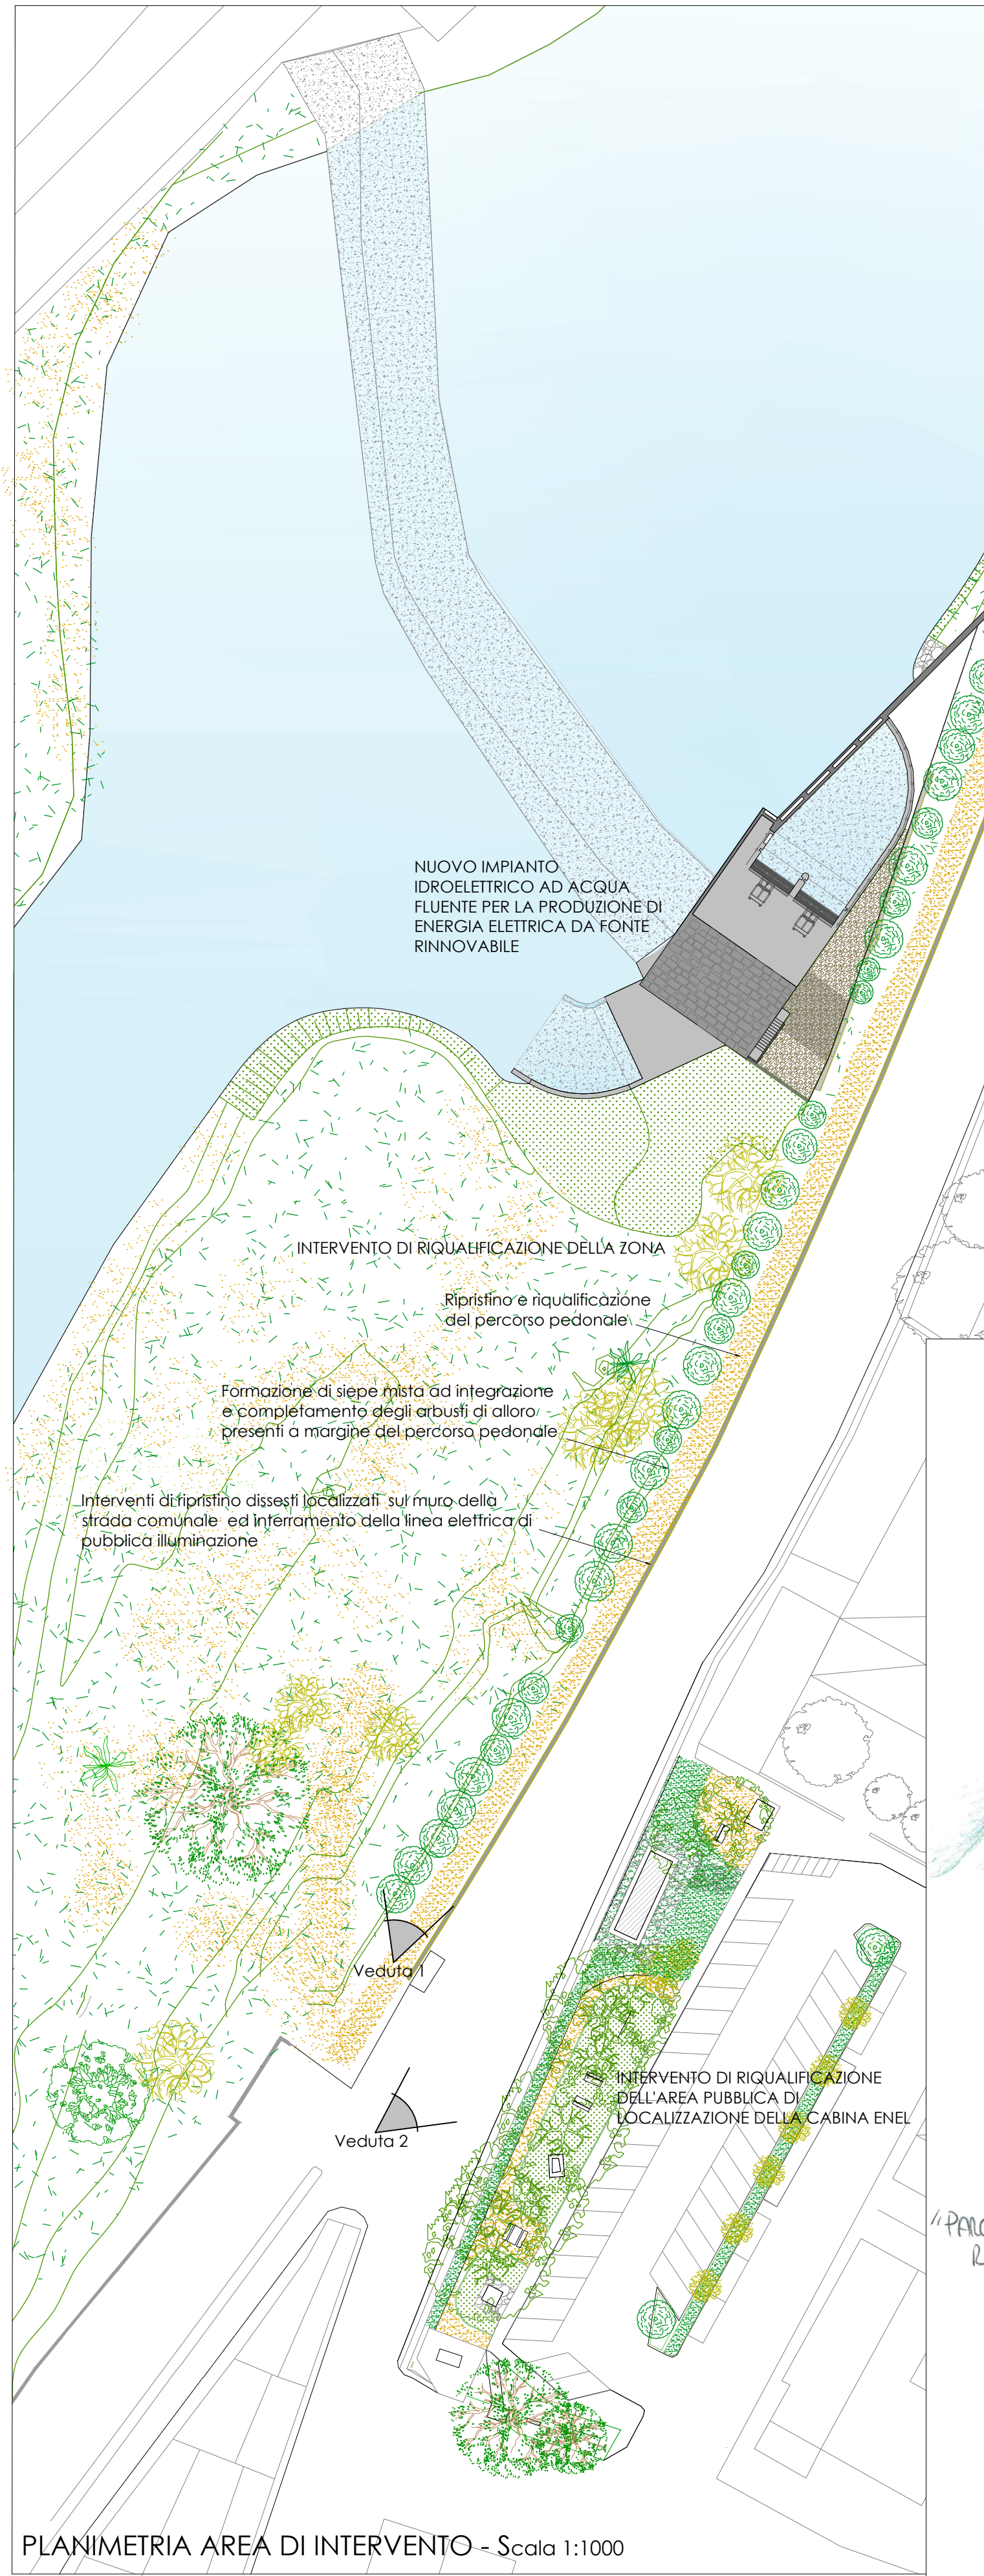 NUOVO IMPIANTO
IDROELETTRICO AD ACQUA
FLUENTE PER LA PRODUZIONE DI
ENERGIA ELETTRICA DA FONTE
RINNOVABILE
INTERVENTO DI RIQUALIFICAZIONE DELLA ZONA
Ripristino e riqualificazione
del percorso pedonale
Formazione di siepe mista ad integrazione
e completamento degli arbusti di alloro
presenti a margine del percorso pedonale
Interventi di ripristino dissesti localizzati sul muro della
strada comunale ed interramento della linea elettrica di
pubblica illuminazione
Veduta 1
INTERVENTO DI RIQUALIFICAZIONE
DELL'AREA PUBBLICA DI
LOCALIZZAZIONE DELLA CABINA ENEL
Veduta 2
PLANIMETRIA AREA DI INTERVENTO - Scala 1:1000